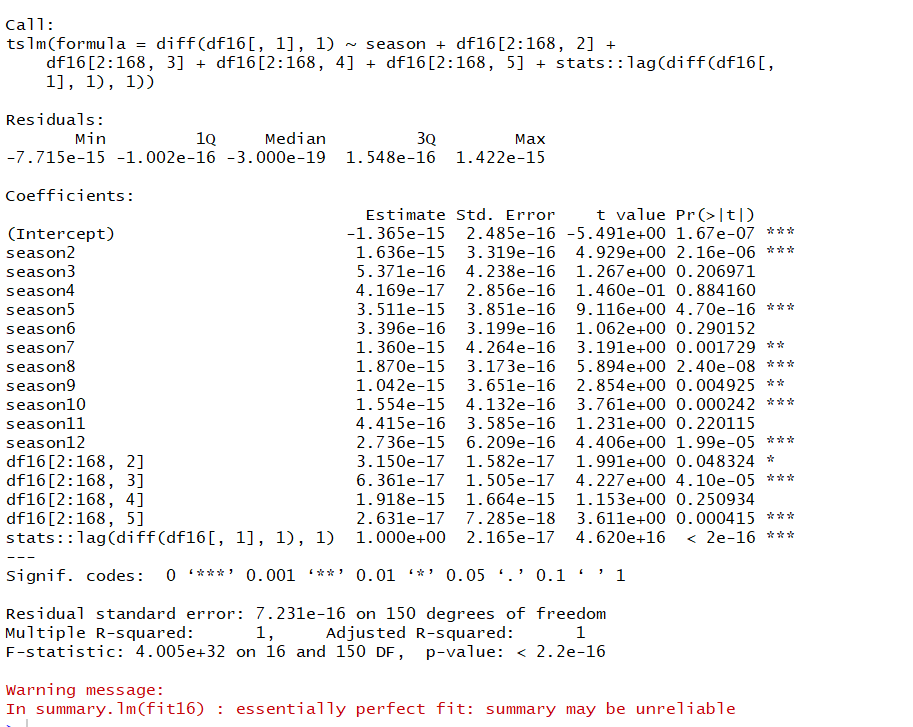 Call:
tslm(formula = diff(df16[, 1], 1) ~ season + df16[2:168, 2] +
    df16[2:168, 3] + df16[2:168, 4] + df16[2:168, 5] + stats::lag(diff(df16[,
    1], 1), 1))
Residuals:
       Min         1Q     Median         3Q        Max
-7.715e-15 -1.002e-16 -3.000e-19  1.548e-16  1.422e-15
Coefficients:
                                    Estimate Std. Error    t value Pr(>|t|)
(Intercept)                       -1.365e-15  2.485e-16 -5.491e+00 1.67e-07 ***
season2                            1.636e-15  3.319e-16  4.929e+00 2.16e-06 ***
season3                            5.371e-16  4.238e-16  1.267e+00 0.206971
season4                            4.169e-17  2.856e-16  1.460e-01 0.884160
season5                            3.511e-15  3.851e-16  9.116e+00 4.70e-16 ***
season6                            3.396e-16  3.199e-16  1.062e+00 0.290152
season7                            1.360e-15  4.264e-16  3.191e+00 0.001729 **
season8                            1.870e-15  3.173e-16  5.894e+00 2.40e-08 ***
season9                            1.042e-15  3.651e-16  2.854e+00 0.004925 **
season10                           1.554e-15  4.132e-16  3.761e+00 0.000242 ***
season11                           4.415e-16  3.585e-16  1.231e+00 0.220115
season12                           2.736e-15  6.209e-16  4.406e+00 1.99e-05 ***
df16[2:168, 2]                     3.150e-17  1.582e-17  1.991e+00 0.048324 *
df16[2:168, 3]                     6.361e-17  1.505e-17  4.227e+00 4.10e-05 ***
df16[2:168, 4]                     1.918e-15  1.664e-15  1.153e+00 0.250934
df16[2:168, 5]                     2.631e-17  7.285e-18  3.611e+00 0.000415 ***
stats::lag(diff(df16[, 1], 1), 1)  1.000e+00  2.165e-17  4.620e+16  < 2e-16 ***
---
Signif. codes:  0 ‘***’ 0.001 ‘**’ 0.01 ‘*’ 0.05 ‘.’ 0.1 ‘ ’ 1
Residual standard error: 7.231e-16 on 150 degrees of freedom
Multiple R-squared:      1,     Adjusted R-squared:      1
F-statistic: 4.005e+32 on 16 and 150 DF,  p-value: < 2.2e-16
Warning message:
In summary.lm(fit16) : essentially perfect fit: summary may be unreliable